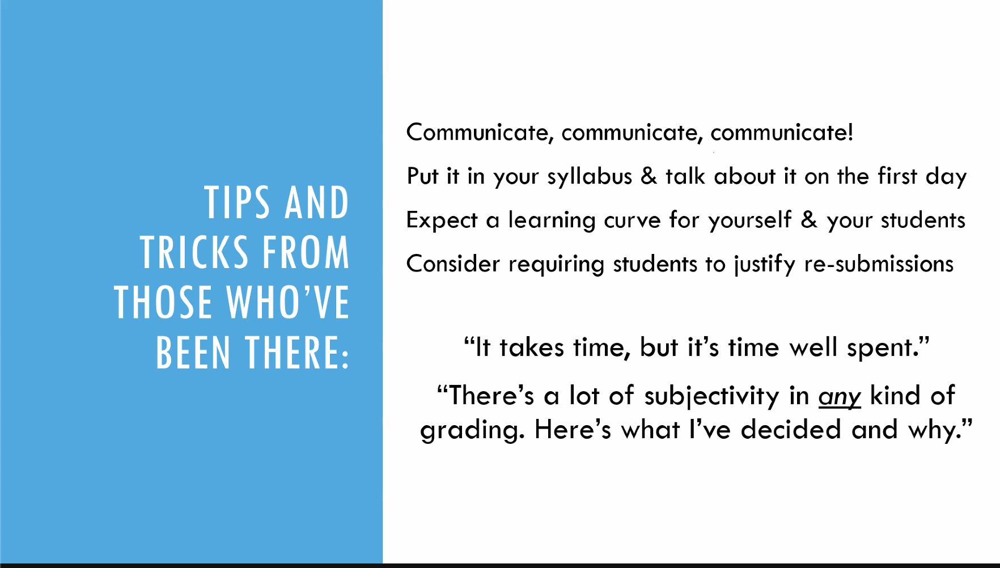 TIPS AND
TRICKS FROM
THOSE WHO’VE
BEEN THERE:
Communicate, communicate, communicate!
Put it in your syllabus & talk about it on the first day
Expect a learning curve for yourself & your students
Consider requiring students to justify re-submissions
“It takes time, but it’s time well spent.”
“There’s a lot of subjectivity in any kind of
grading. Here’s what I’ve decided and why.”